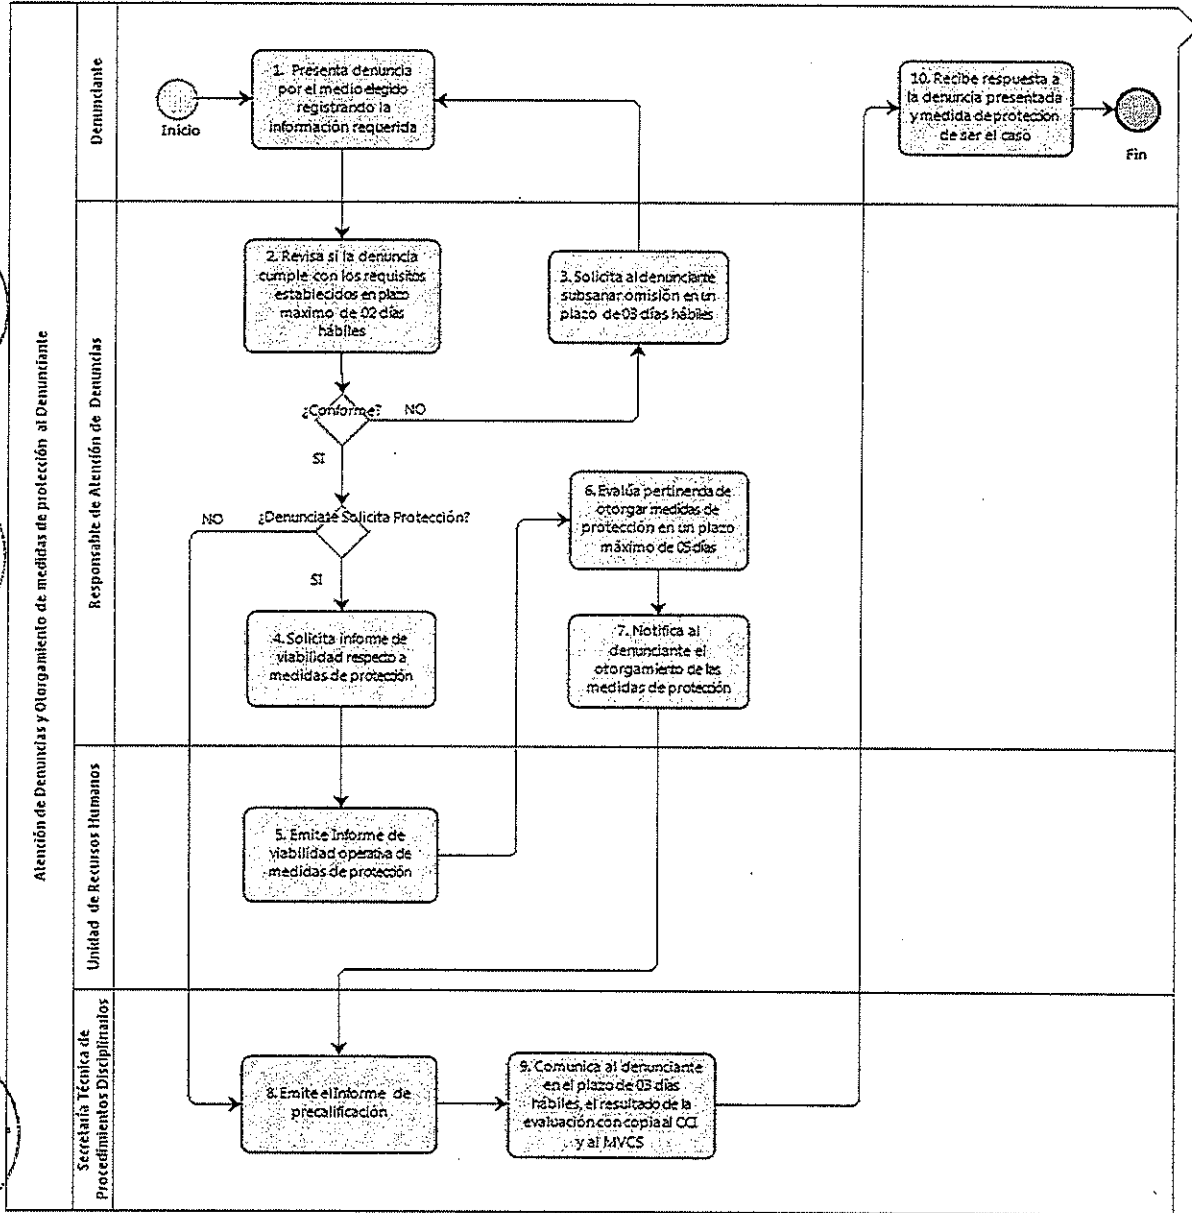 Atención de Denuncias y Otorgamiento de medidas de protección al Denunciante
Denunciante
Inicio
1. Presenta denuncia
por el medio elegido
registrando la
información requerida
10. Recibe respuesta a
la denuncia presentada
y medida de protección
de ser el caso
Fin
Responsable de Atención de Denuncias
2. Revisa si la denuncia
cumple con los requisitos
establecidos en plazo
máximo de 02 días
hábiles
3. Solicita al denunciante
subsanar omisión en un
plazo de 03 días hábiles
¿Conforme?
NO
SI
¿Denunciate Solicita Protección?
NO
SI
4. Solicita informe de
viabilidad respecto a
medidas de protección
6. Evalúa pertinencia de
otorgar medidas de
protección en un plazo
máximo de 05 días
7. Notifica al
denunciante el
otorgamiento de las
medidas de protección
Unidad de Recursos Humanos
5. Emite Informe de
viabilidad operativa de
medidas de protección
Secretaría Técnica de
Procedimientos Disciplinarios
8. Emite el Informe de
precalificación
9. Comunica al denunciante
en el plazo de 03 días
hábiles, el resultado de la
evaluación con copia al CCI
y al MVCS